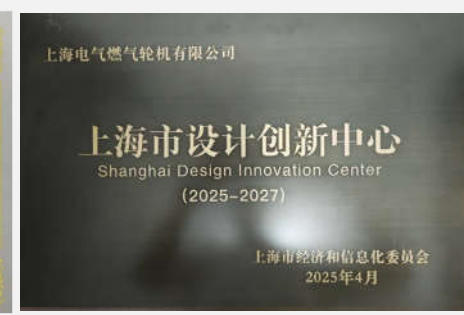 上海电气燃气轮机有限公司
上海市设计创新中心
Shanghai Design Innovation Center
(2025-2027)
上海市经济和信息化委员会
2025年4月